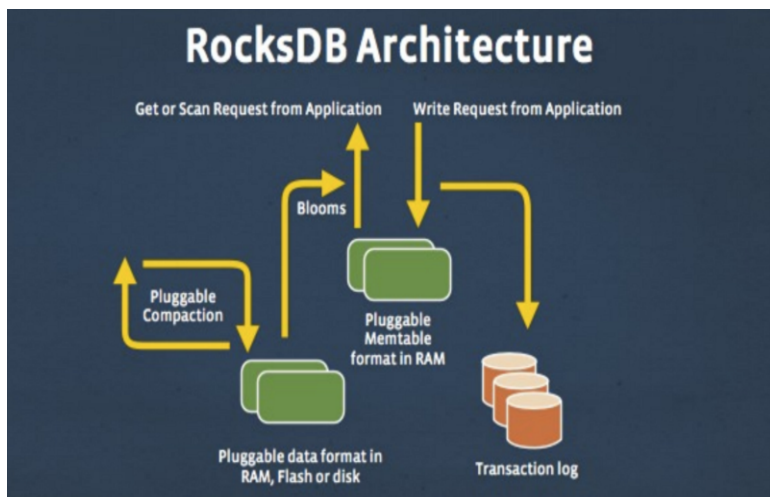 RocksDB Architecture
Get or Scan Request from Application
Write Request from Application
Blooms
Pluggable
Compaction
Pluggable
Memtable
format in RAM
Pluggable data format in
RAM, Flash or disk
Transaction log